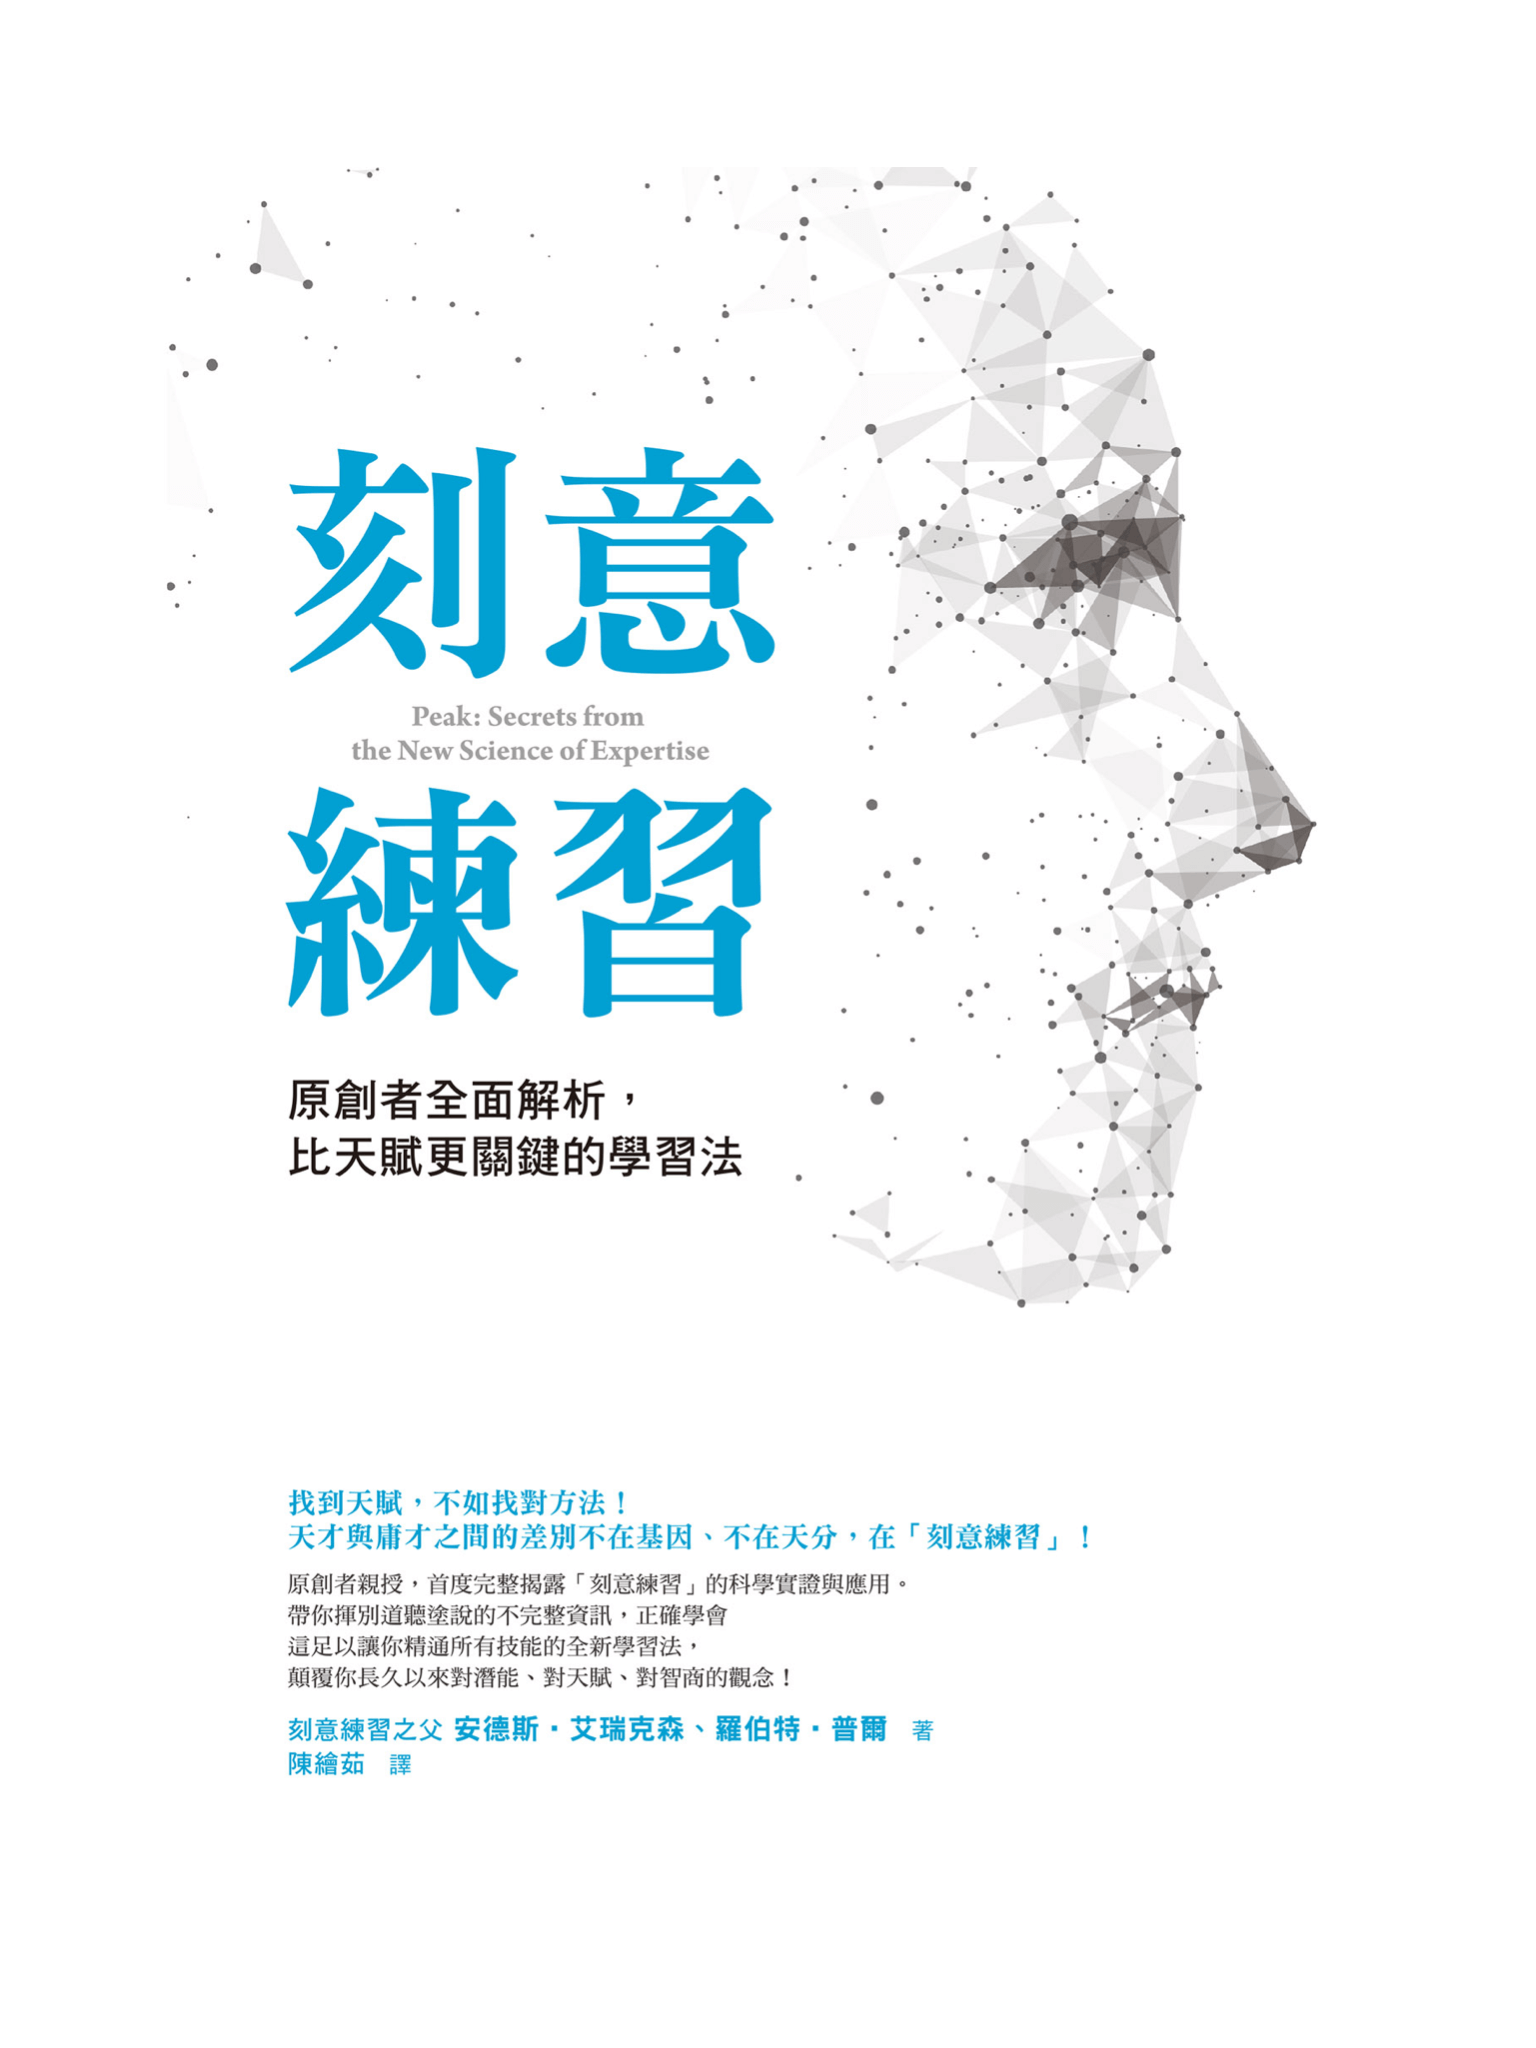 刻意
Peak: Secrets from
the New Science of Expertise
練習
原創者全面解析，
比天賦更關鍵的學習法
找到天賦，不如找對方法！
天才與庸才之間的差別不在基因、不在天分，在「刻意練習」！
原創者親授，首度完整揭露「刻意練習」的科學實證與應用。
帶你揮別道聽塗說的不完整資訊，正確學會
這足以讓你精通所有技能的全新學習法，
顛覆你長久以來對潛能、對天賦、對智商的觀念！
刻意練習之父 安德斯・艾瑞克森、羅伯特・普爾 著
陳繪茹 譯